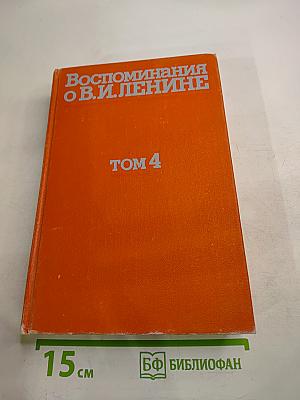 Воспоминания
о В.И.ЛЕНИНЕ
ТОМ 4
15 см
БФ БИБЛИОФАН